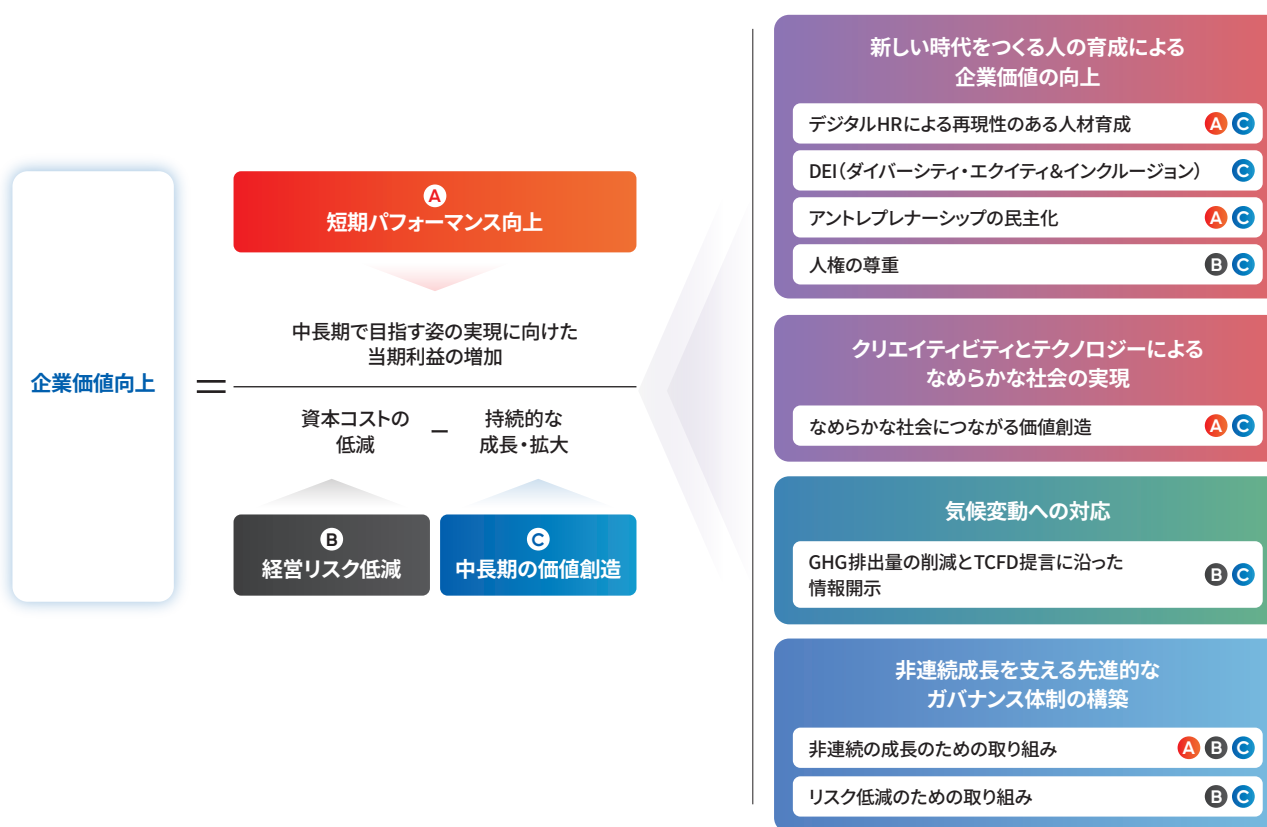 企業価値向上
=
A
短期パフォーマンス向上
中長期で目指す姿の実現に向けた
当期利益の増加
資本コストの
低減
−
持続的な
成長・拡大
B
経営リスク低減
C
中長期の価値創造
新しい時代をつくる人の育成による
企業価値の向上
デジタルHRによる再現性のある人材育成 A C
DEI(ダイバーシティ・エクイティ&インクルージョン) C
アントレプレナーシップの民主化 A C
人権の尊重 B C
クリエイティビティとテクノロジーによる
なめらかな社会の実現
なめらかな社会につながる価値創造 A C
気候変動への対応
GHG排出量の削減とTCFD提言に沿った
情報開示 B C
非連続成長を支える先進的な
ガバナンス体制の構築
非連続の成長のための取り組み A B C
リスク低減のための取り組み B C